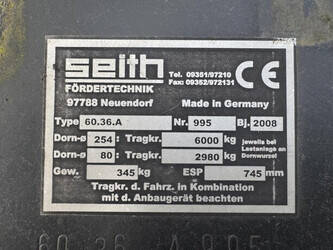 seith
Tel. 09351/97210
Fax: 09352/972131
CE
FÖRDERTECHNIK
97788 Neuendorf Made in Germany
Type 60.36.A Nr. 995 Bj. 2008
Dorn-ø 254 : Tragkr. 6000 kg jeweils bei
Lastanlage an
Dorn-ø 80 : Tragkr. 2980 kg Dornwurzel
Gew. 345 kg ESP 745 mm
Tragkr. d. Fahrz. in Kombination
mit d. Anbaugerät beachten